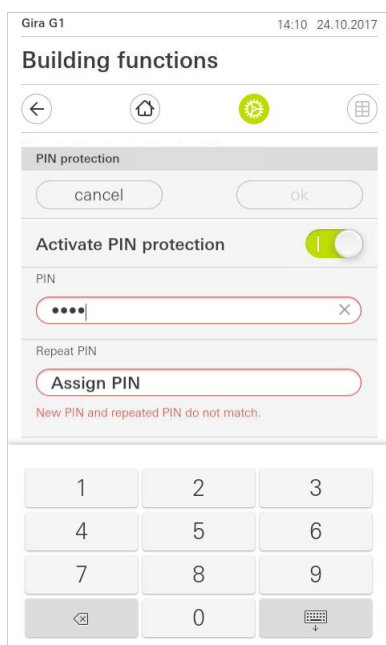 Gira G1 14:10 24.10.2017
Building functions
PIN protection
cancel ok
Activate PIN protection
PIN
••••
Repeat PIN
Assign PIN
New PIN and repeated PIN do not match.
1 2 3
4 5 6
7 8 9
0